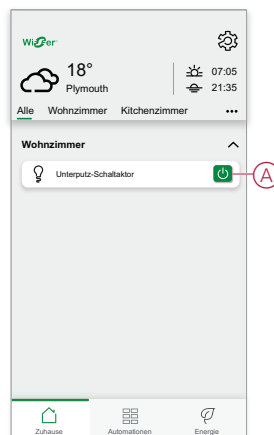 Wiser
18°
Plymouth
07:05
21:35
Alle Wohnzimmer Kitchenzimmer
Wohnzimmer
Unterputz-Schaltaktor
A
Zuhause Automationen Energie